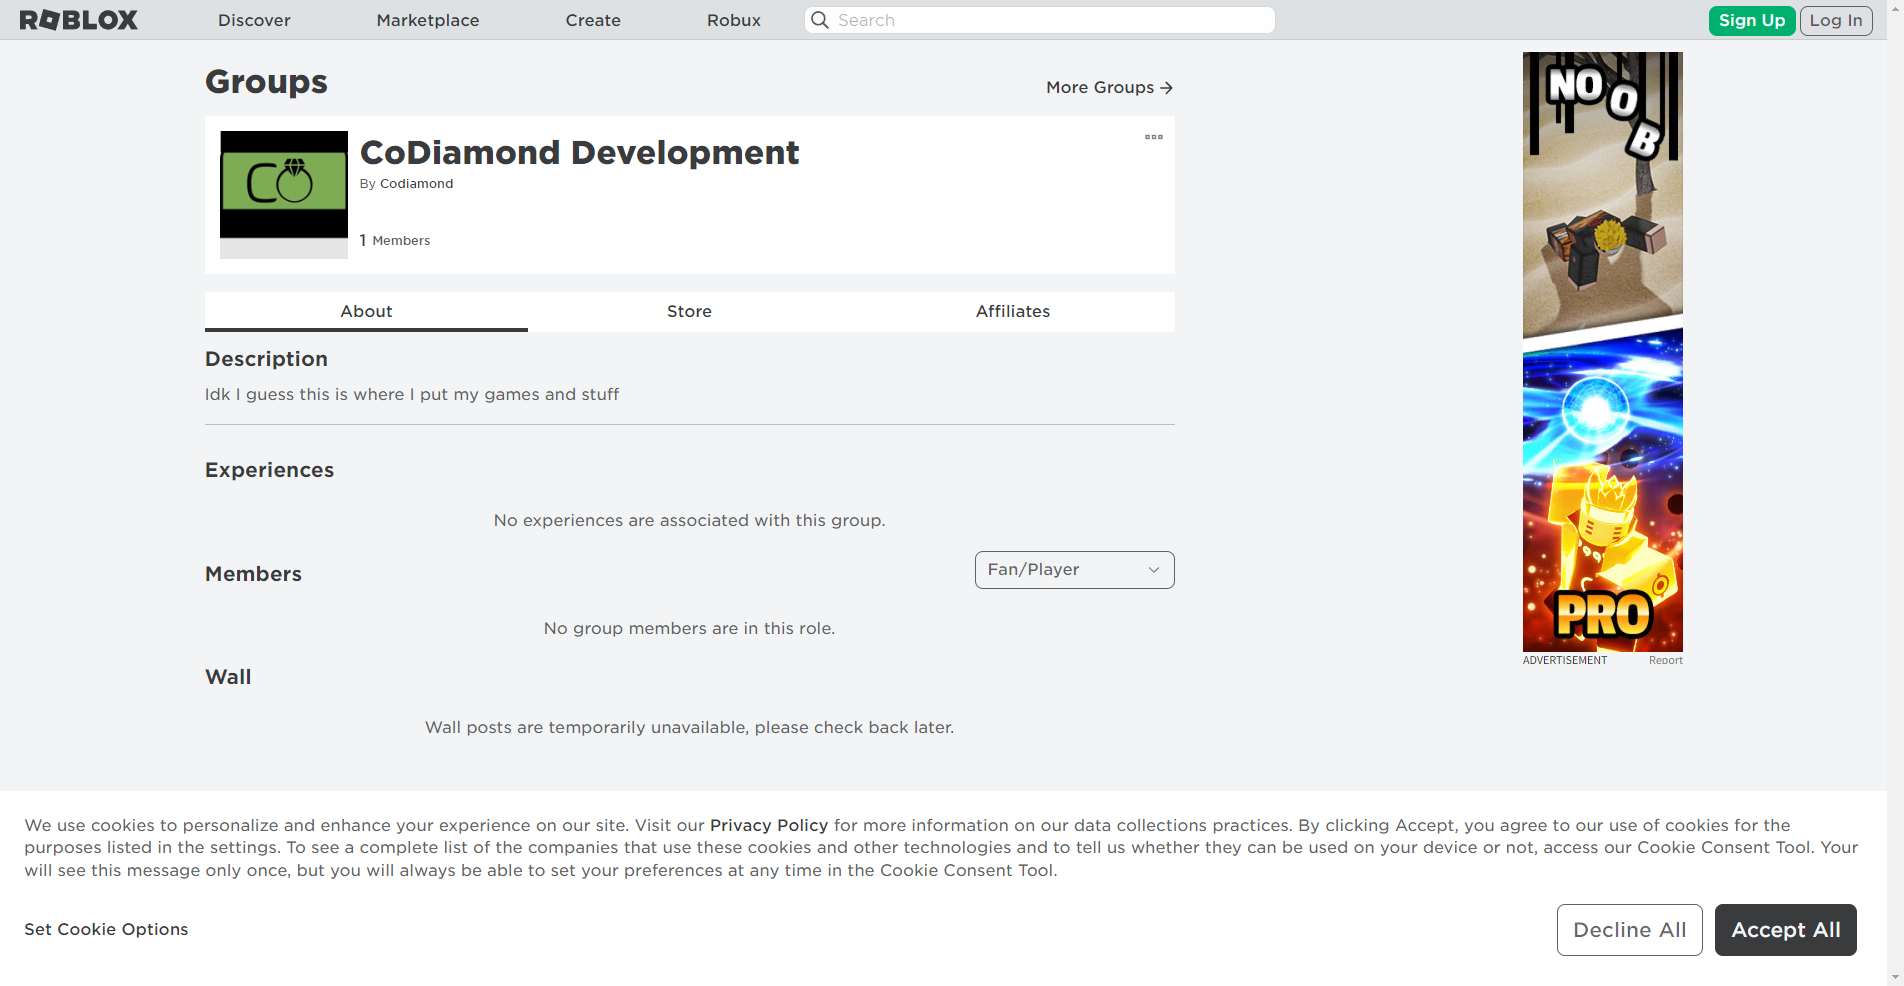 ROBLOX
Discover
Marketplace
Create
Robux
Search
Sign Up
Log In
Groups
More Groups
CoDiamond Development
By Codiamond
1 Members
CO
About
Store
Affiliates
Description
Idk I guess this is where I put my games and stuff
Experiences
No experiences are associated with this group.
Members
Fan/Player
No group members are in this role.
Wall
Wall posts are temporarily unavailable, please check back later.
NOOB
PRO
ADVERTISEMENT
Report
We use cookies to personalize and enhance your experience on our site. Visit our Privacy Policy for more information on our data collections practices. By clicking Accept, you agree to our use of cookies for the
purposes listed in the settings. To see a complete list of the companies that use these cookies and other technologies and to tell us whether they can be used on your device or not, access our Cookie Consent Tool. Your
will see this message only once, but you will always be able to set your preferences at any time in the Cookie Consent Tool.
Set Cookie Options
Decline All
Accept All